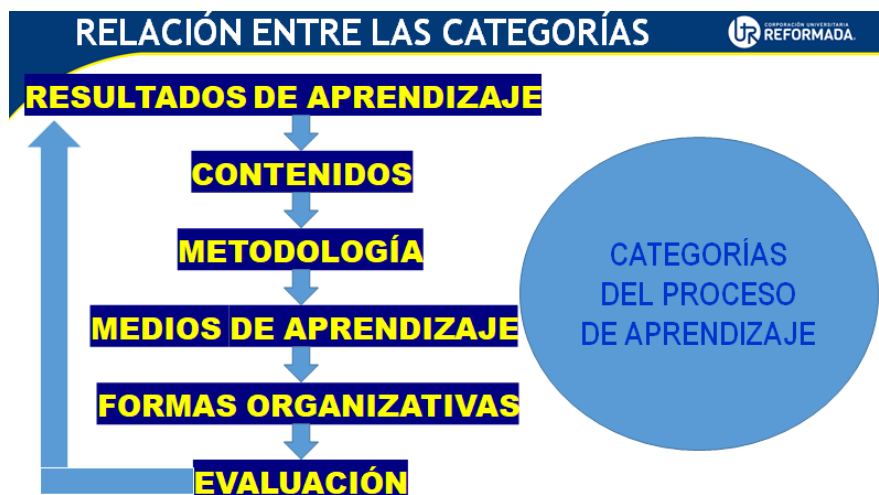 RELACIÓN ENTRE LAS CATEGORÍAS
CORPORACIÓN UNIVERSITARIA
REFORMADA.
RESULTADOS DE APRENDIZAJE
CONTENIDOS
METODOLOGÍA
MEDIOS DE APRENDIZAJE
FORMAS ORGANIZATIVAS
EVALUACIÓN
CATEGORÍAS
DEL PROCESO
DE APRENDIZAJE